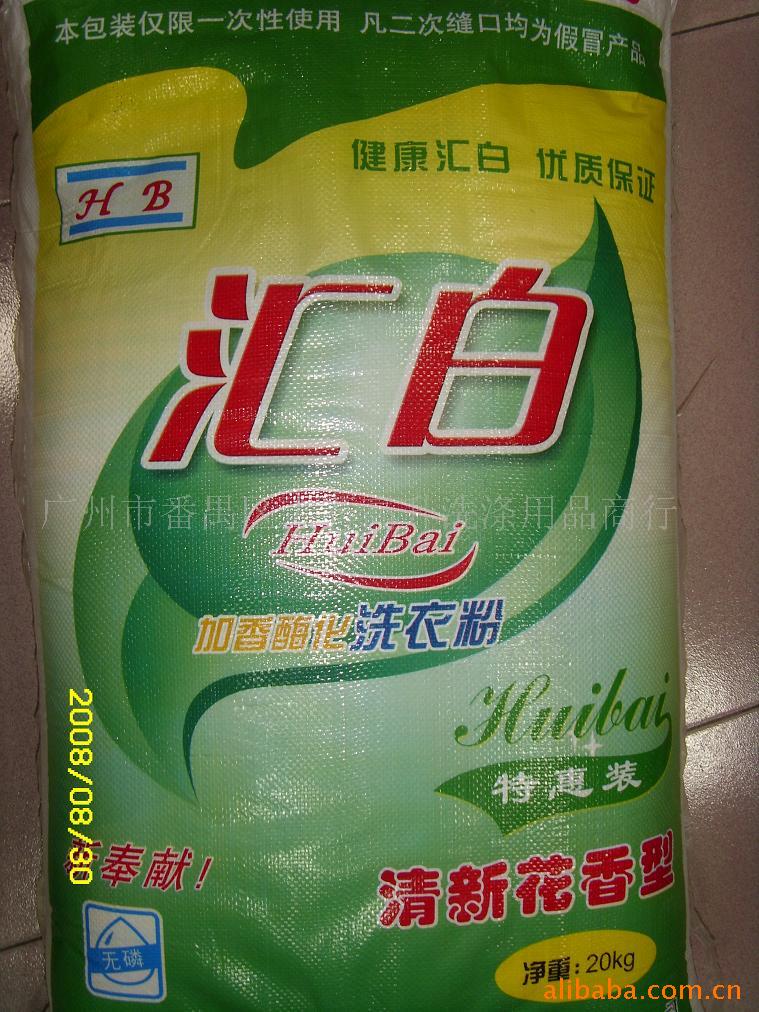 本包装仅限一次性使用 凡二次缝口均为假冒产品
健康汇白 优质保证
H B
汇白
广州市番禺 洗涤用品商行
HuiBai
加香酶化洗衣粉
Huibai
特惠装
2008/08/30
新奉献!
清新花香型
无磷
净重:20kg
alibaba.com.cn